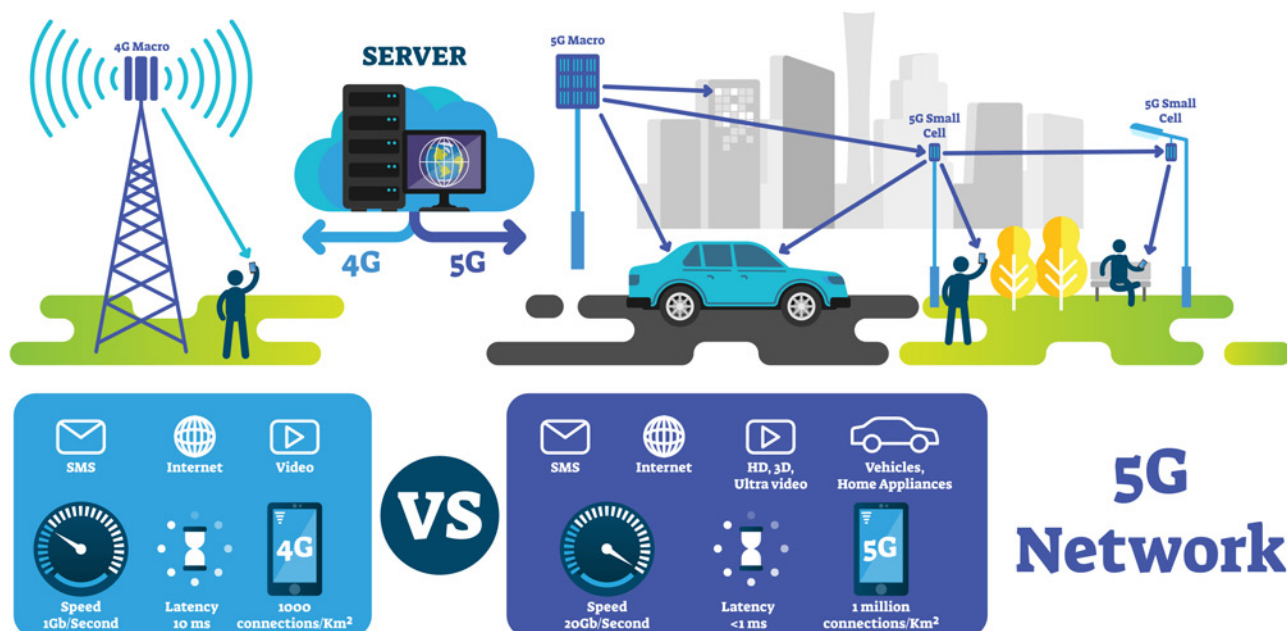 4G Macro
SERVER
4G
5G
5G Macro
5G Small
Cell
5G Small
Cell
SMS
Internet
Video
4G
Speed
1Gb/Second
Latency
10 ms
1000
connections/Km²
VS
SMS
Internet
HD, 3D,
Ultra video
Vehicles,
Home Appliances
5G
Speed
20Gb/Second
Latency
<1 ms
1 million
connections/Km²
5G
Network